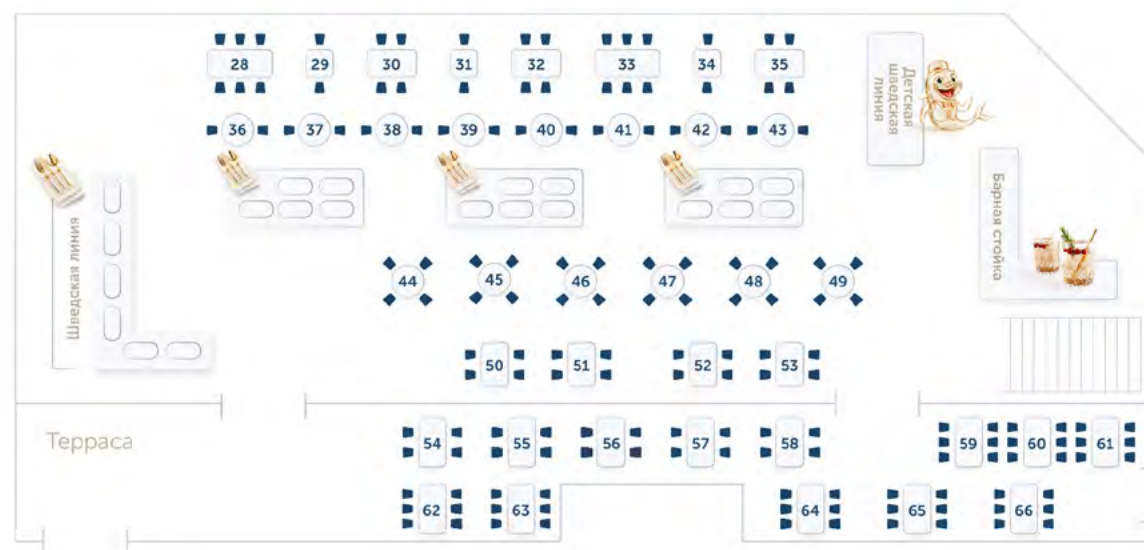 28 29 30 31 32 33 34 35
Детская
шведская
линия
36 37 38 39 40 41 42 43
Шведская линия
Барная стойка
44 45 46 47 48 49
50 51 52 53
Терраса
54 55 56 57 58 59 60 61
62 63 64 65 66